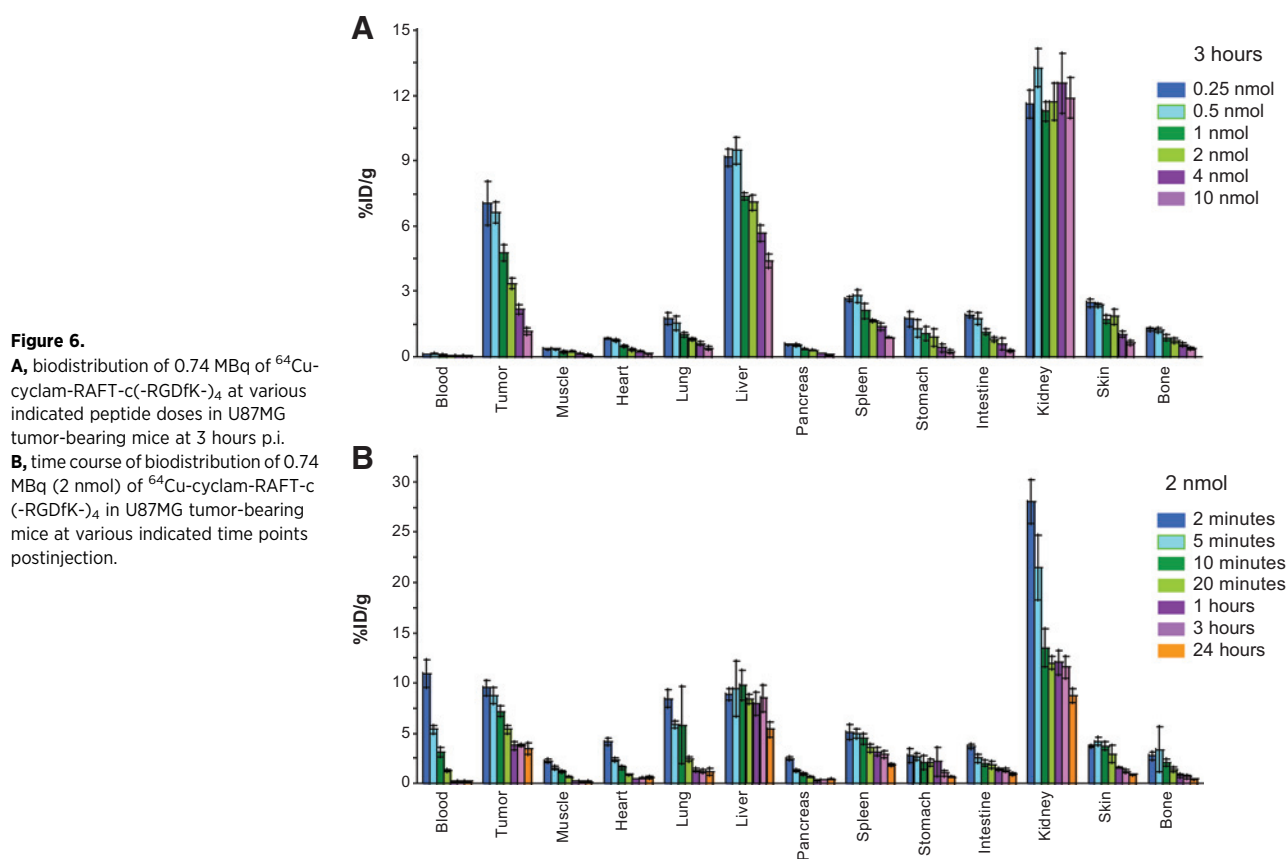 A
15
12
9
6
3
0
%ID/g
3 hours
0.25 nmol
0.5 nmol
1 nmol
2 nmol
4 nmol
10 nmol
Blood
Tumor
Muscle
Heart
Lung
Liver
Pancreas
Spleen
Stomach
Intestine
Kidney
Skin
Bone
Figure 6.
A, biodistribution of 0.74 MBq of ⁶⁴Cu-
cyclam-RAFT-c(-RGDfK-)₄ at various
indicated peptide doses in U87MG
tumor-bearing mice at 3 hours p.i.
B, time course of biodistribution of 0.74
MBq (2 nmol) of ⁶⁴Cu-cyclam-RAFT-c
(-RGDfK-)₄ in U87MG tumor-bearing
mice at various indicated time points
postinjection.
B
30
25
20
15
10
5
0
%ID/g
2 nmol
2 minutes
5 minutes
10 minutes
20 minutes
1 hours
3 hours
24 hours
Blood
Tumor
Muscle
Heart
Lung
Liver
Pancreas
Spleen
Stomach
Intestine
Kidney
Skin
Bone